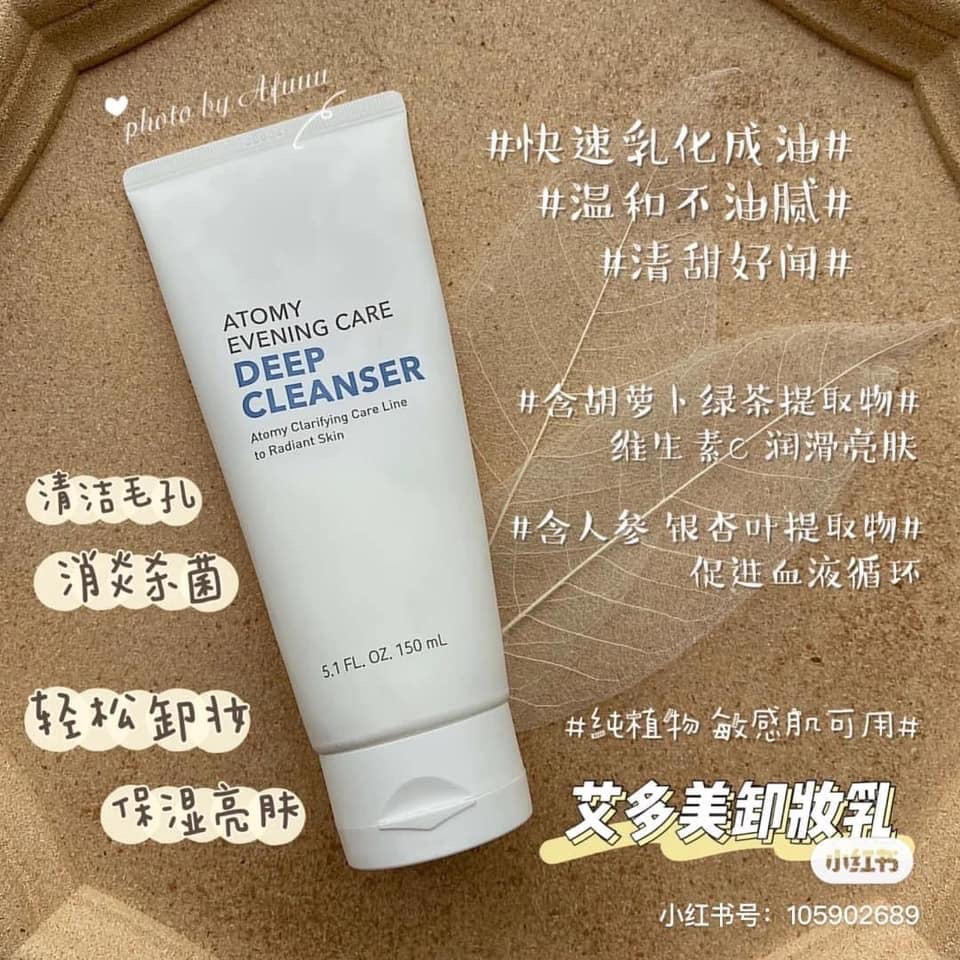 photo by Afuuu
#快速乳化成油#
#温和不油腻#
#清甜好闻#
ATOMY
EVENING CARE
DEEP
CLEANSER
Atomy Clarifying Care Line
to Radiant Skin
#含胡萝卜绿茶提取物#
维生素C 润滑亮肤
清洁毛孔
#含人参 银杏叶提取物#
消炎杀菌
促进血液循环
5.1 FL. OZ. 150 mL
轻松卸妆
#纯植物 敏感肌可用#
保湿亮肤
艾多美卸妝乳
小红书
小红书号：105902689